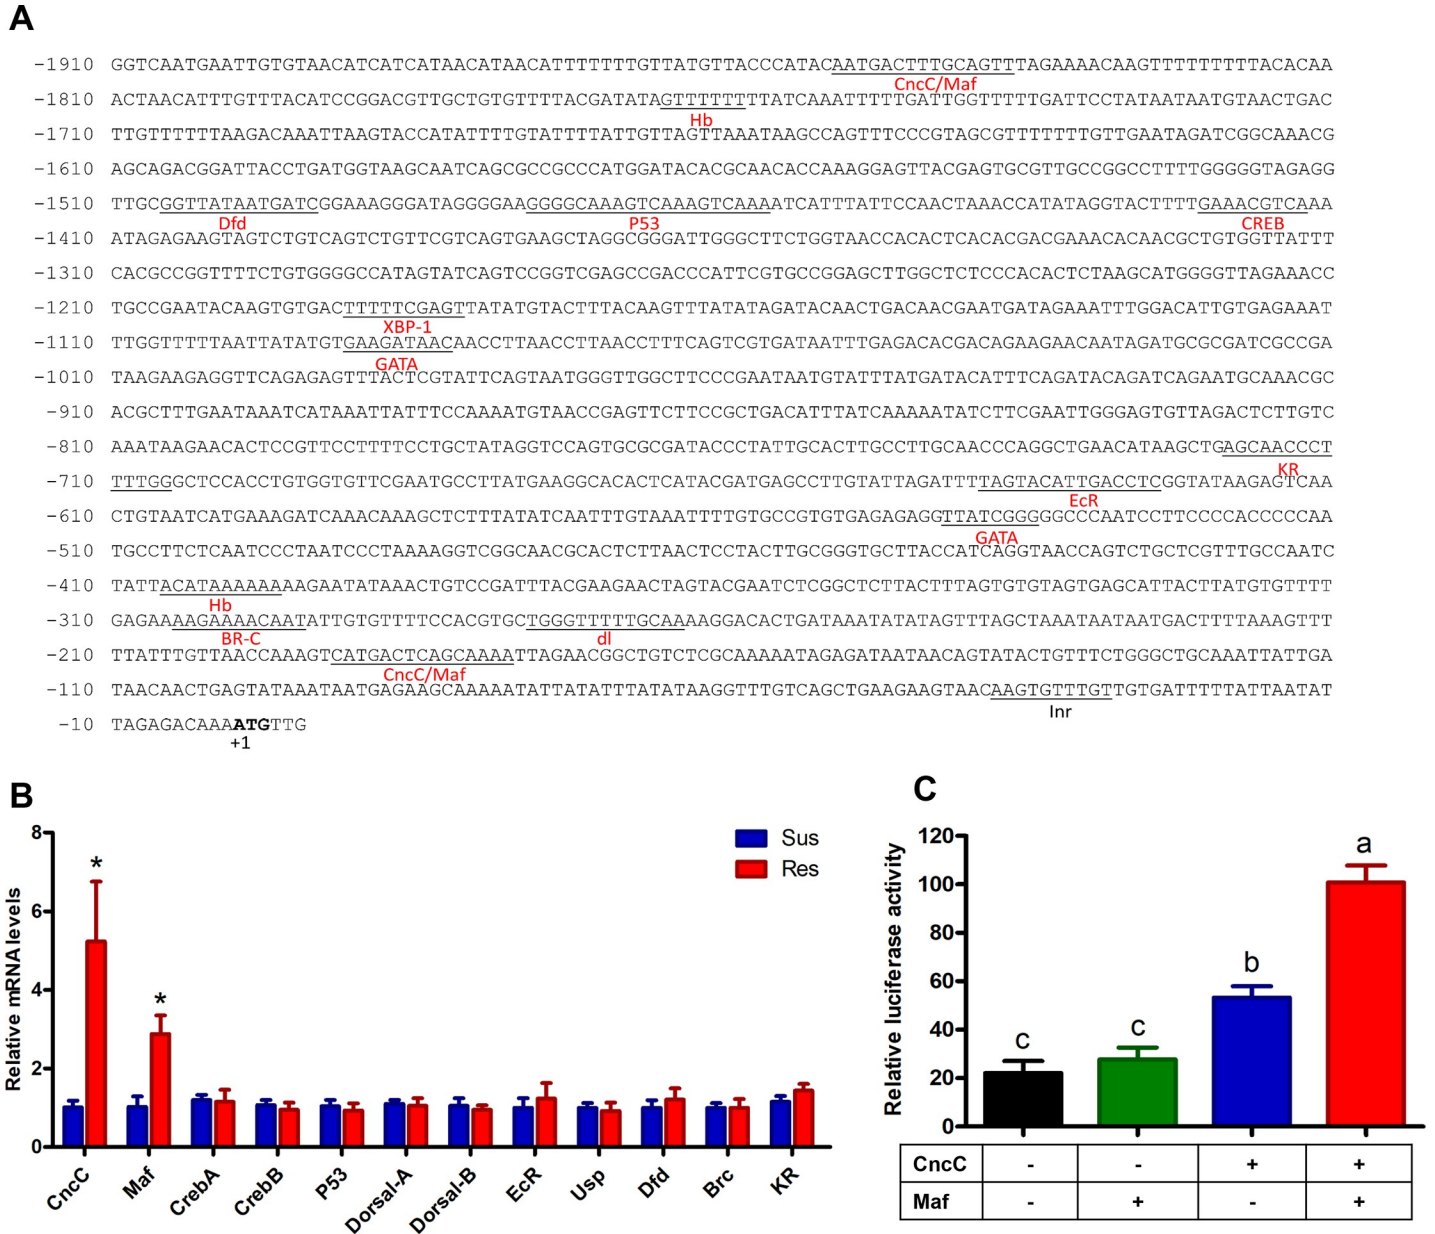 A
-1910 GGTCAATGAATTGTGTAACATCATCATAACATAACATTTTTTTGTTATGTTACCCATACAATGACTTTGCAGTTTAGAAAACAAGTTTTTTTTTACACAA
CncC/Maf
-1810 ACTAACATTTGTTTACATCCGGACGTTGCTGTGTTTTACGATATAGTTTTTTTTATCAAATTTTTGATTGGTTTTTGATTCCTATAATAATGTAACTGAC
Hb
-1710 TTGTTTTTTAAGACAAATTAAGTACCATATTTTGTATTTTATTGTTAGTTAAATAAGCCAGTTTCCCGTAGCGTTTTTTTGTTGAATAGATCGGCAAACG
-1610 AGCAGACGGATTACCTGATGGTAAGCAATCAGCGCCGCCCATGGATACACGCAACACCAAAGGAGTTACGAGTGCGTTGCCGGCCTTTTGGGGGTAGAGG
-1510 TTGCGGTTATAATGATCGGAAAGGGATAGGGGAAGGGGCAAAGTCAAAGTCAAAATCATTTATTCCAACTAAACCATATAGGTACTTTTGAAACGTCAAA
Dfd P53 CREB
-1410 ATAGAGAAGTAGTCTGTCAGTCTGTTCGTCAGTGAAGCTAGGCGGGATTGGGCTTCTGGTAACCACACTCACACGACGAAACACAACGCTGTGGTTATTT
-1310 CACGCCGGTTTTCTGTGGGGCCATAGTATCAGTCCGGTCGAGCCGACCCATTCGTGCCGGAGCTTGGCTCTCCCACACTCTAAGCATGGGGTTAGAAACC
-1210 TGCCGAATACAAGTGTGACTTTTTCGAGTTATATGTACTTTACAAGTTTATATAGATACAACTGACAACGAATGATAGAAATTTGGACATTGTGAGAAAT
XBP-1
-1110 TTGGTTTTTAATTATATGTGAAGATAACAACCTTAACCTTAACCTTTCAGTCGTGATAATTTGAGACACGACAGAAGAACAATAGATGCGCGATCGCCGA
GATA
-1010 TAAGAAGAGGTTCAGAGAGTTTACTCGTATTCAGTAATGGGTTGGCTTCCCGAATAATGTATTTATGATACATTTCAGATACAGATCAGAATGCAAACGC
-910 ACGCTTTGAATAAATCATAAATTATTTCCAAAATGTAACCGAGTTCTTCCGCTGACATTTATCAAAAATATCTTCGAATTGGGAGTGTTAGACTCTTGTC
-810 AAATAAGAACACTCCGTTCCTTTTTCCTGCTATAGGTCCAGTGCGCGATACCCTATTGCACTTGCCTTGCAACCCAGGCTGAACATAAGCTGAGCAACCCT
KR
-710 TTTGGGCTCCACCTGTGGTGTTCGAATGCCTTATGAAGGCACACTCATACGATGAGCCTTGTATTAGATTTTAGTACATTGACCTCGGTATAAGAGTCAA
EcR
-610 CTGTAATCATGAAAGATCAAACAAAGCTCTTTATATCAATTTGTAAATTTTGTGCCGTGTGAGAGAGGTTATCGGGGGCCCAATCCTTCCCCACCCCCAA
GATA
-510 TGCCTTCTCAATCCCTAATCCCTAAAAGGTCGGCAACGCACTCTTAACTCCTACTTGCGGGTGCTTACCATCAGGTAACCAGTCTGCTCGTTTGCCAATC
-410 TATTACATAAAAAAAAGAATATAAACTGTCCGATTTACGAAGAACTAGTACGAATCTCGGCTCTTACTTTAGTGTGTAGTGAGCATTACTTATGTGTTTT
Hb
-310 GAGAAAAGAAAACAATATTGTGTTTTCCACGTGCTGGGTTTTTGCAAAAGGACACTGATAAATATATAGTTTAGCTAAATAATAATGACTTTTAAAGTTT
BR-C dl
-210 TTATTTGTTAACCAAAGTCATGACTCAGCAAAATTAGAACGGCTGTCTCGCAAAAATAGAGATAATAACAGTATACTGTTTCTGGGCTGCAAATTATTGA
CncC/Maf
-110 TAACAACTGAGTATAAATAATGAGAAGCAAAAATATTATATTTATATAAGGTTTGTCAGCTGAAGAAGTAACAAGTGTTTGTTGTGATTTTTATTAATAT
Inr
-10 TAGAGACAAAATGTTG
+1
B
8
6
4
2
0
Relative mRNA levels
* *
Sus
Res
CncC Maf CrebA CrebB P53 Dorsal-A Dorsal-B EcR Usp Dfd Brc KR
C
120
100
80
60
40
20
0
Relative luciferase activity
c c b a
CncC - - + +
Maf - + - +